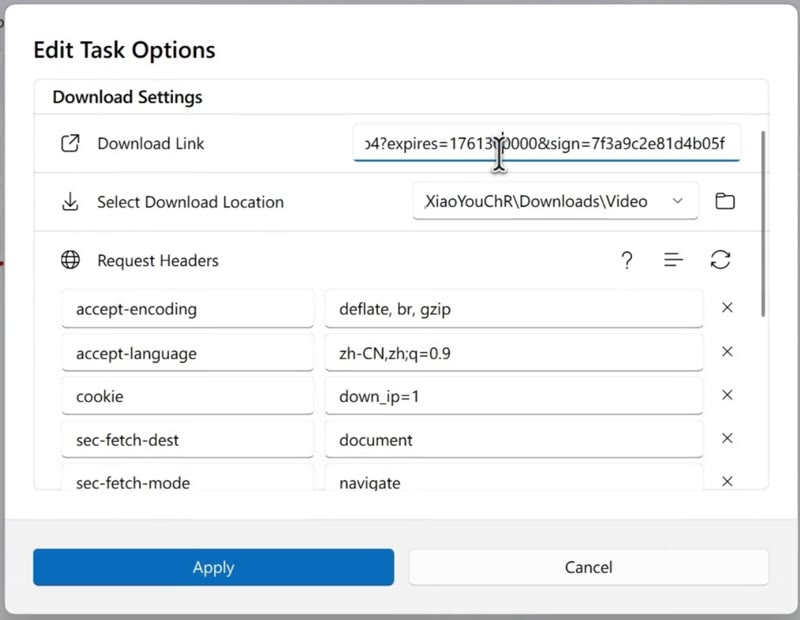 Edit Task Options
Download Settings
Download Link
Select Download Location
XiaoYouChR\Downloads\Video
Request Headers
?
accept-encoding
deflate, br, gzip
accept-language
zh-CN,zh;q=0.9
cookie
down_ip=1
sec-fetch-dest
document
sec-fetch-mode
navigate
Apply
Cancel